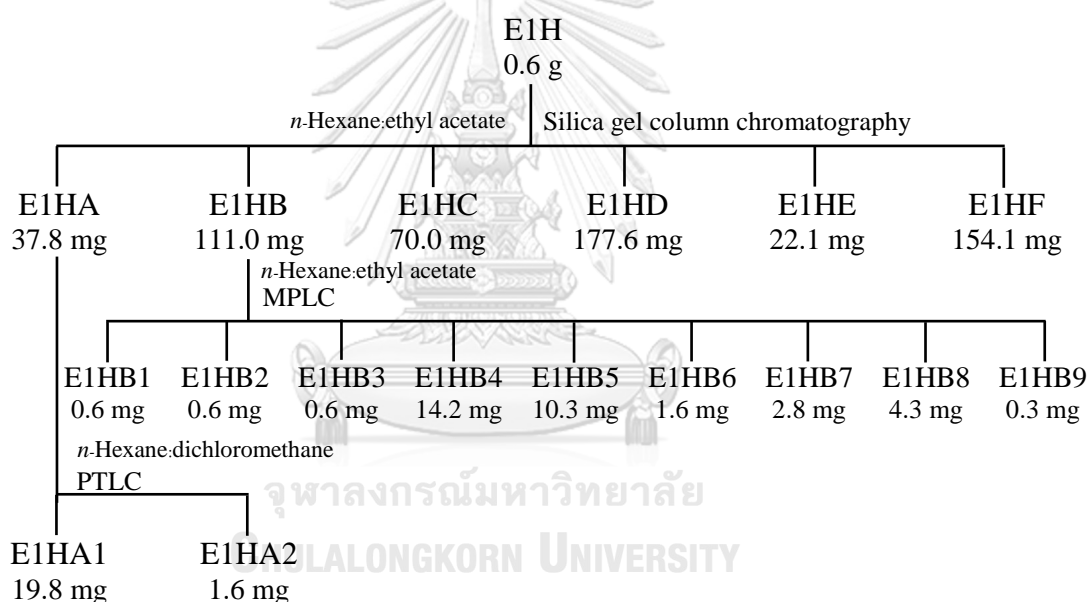 E1H
0.6 g
n-Hexane:ethyl acetate Silica gel column chromatography
E1HA E1HB E1HC E1HD E1HE E1HF
37.8 mg 111.0 mg 70.0 mg 177.6 mg 22.1 mg 154.1 mg
n-Hexane:ethyl acetate
MPLC
E1HB1 E1HB2 E1HB3 E1HB4 E1HB5 E1HB6 E1HB7 E1HB8 E1HB9
0.6 mg 0.6 mg 0.6 mg 14.2 mg 10.3 mg 1.6 mg 2.8 mg 4.3 mg 0.3 mg
n-Hexane:dichloromethane
PTLC
จุฬาลงกรณ์มหาวิทยาลัย
E1HA1 E1HA2
CHULALONGKORN UNIVERSITY
19.8 mg 1.6 mg